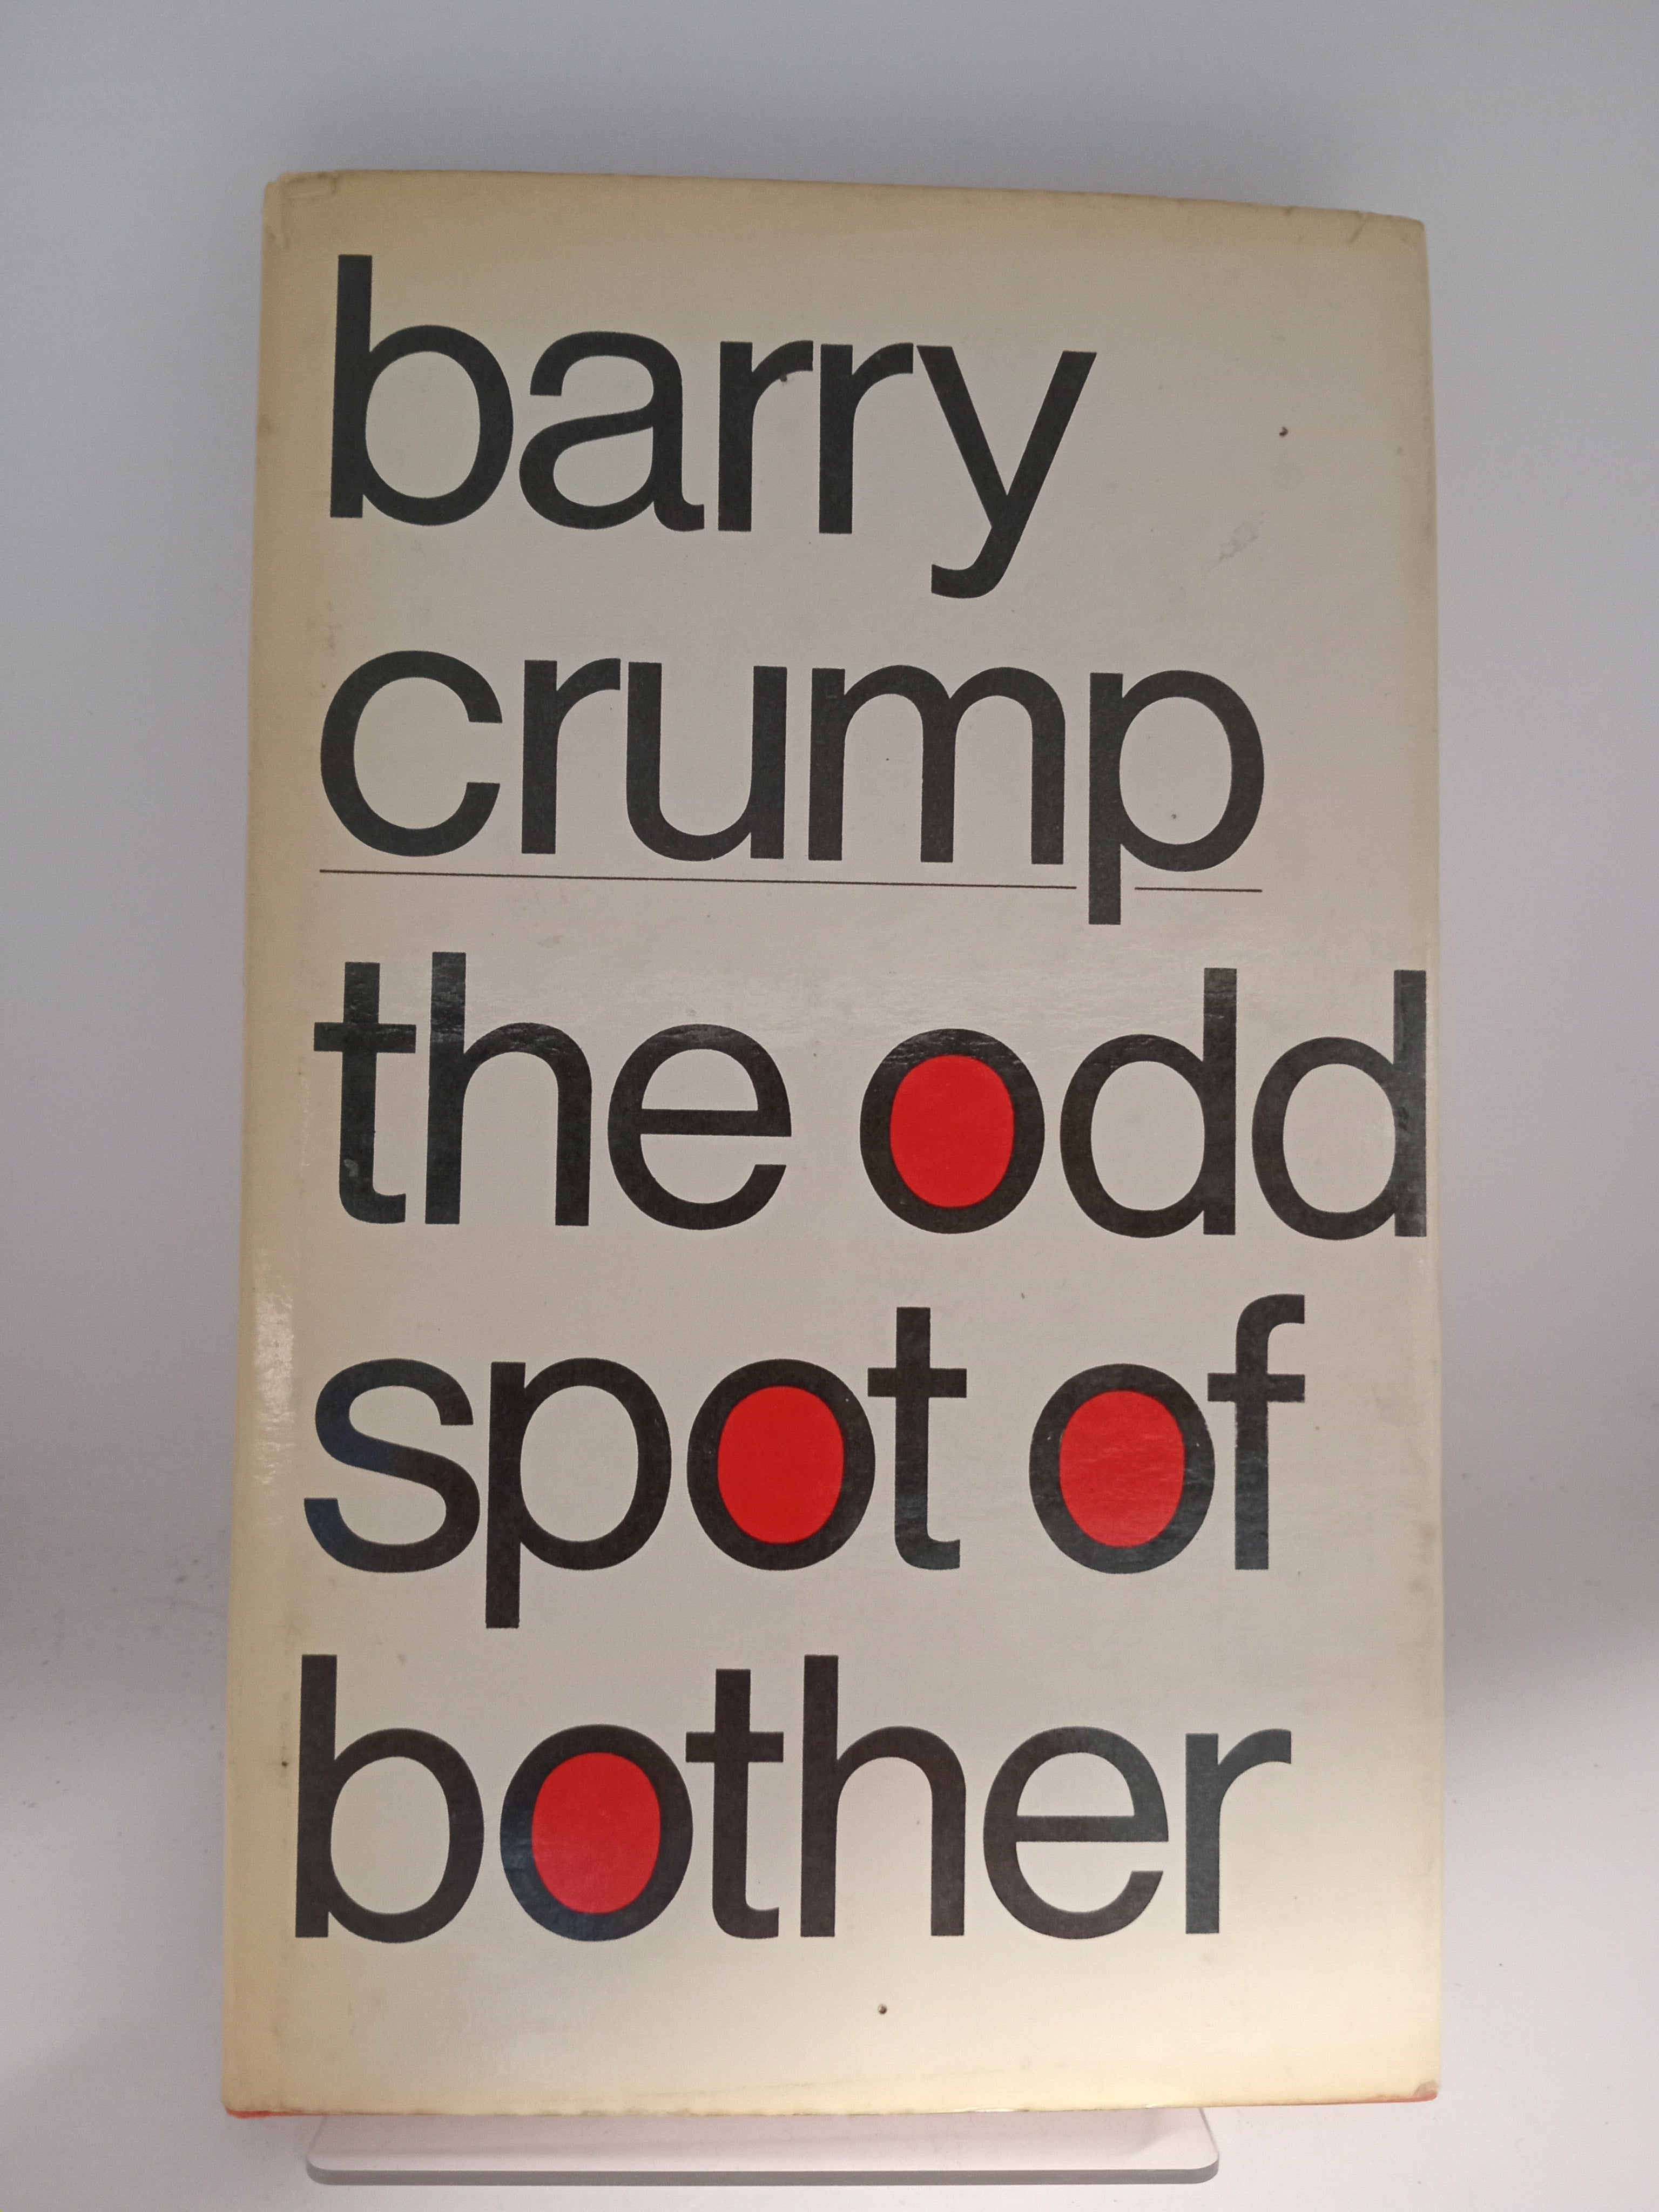 barry
crump
the odd
spot of
bother